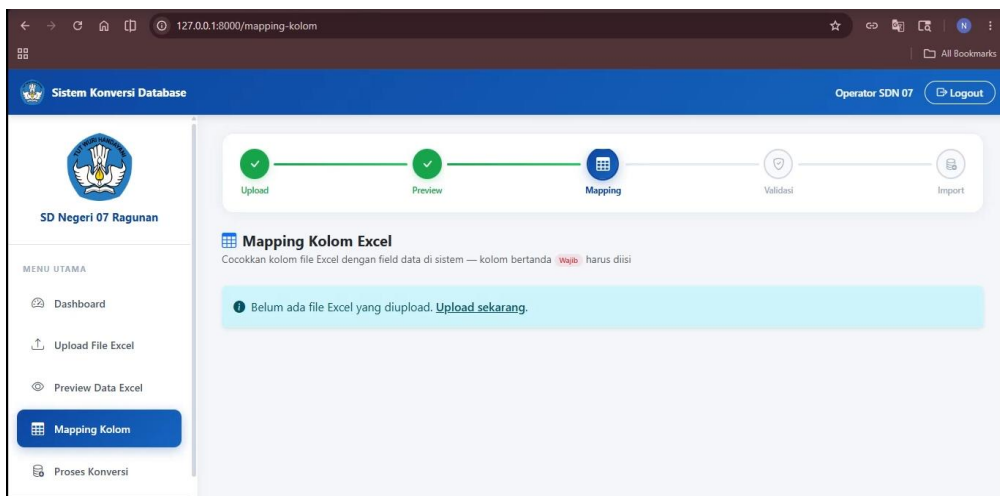 127.0.0.1:8000/mapping-kolom
N
All Bookmarks
Sistem Konversi Database
Operator SDN 07
Logout
TUT WURI HANDAYANI
SD Negeri 07 Ragunan
MENU UTAMA
Dashboard
Upload File Excel
Preview Data Excel
Mapping Kolom
Proses Konversi
Upload
Preview
Mapping
Validasi
Import
Mapping Kolom Excel
Cocokkan kolom file Excel dengan field data di sistem — kolom bertanda Wajib harus diisi
Belum ada file Excel yang diupload. Upload sekarang.